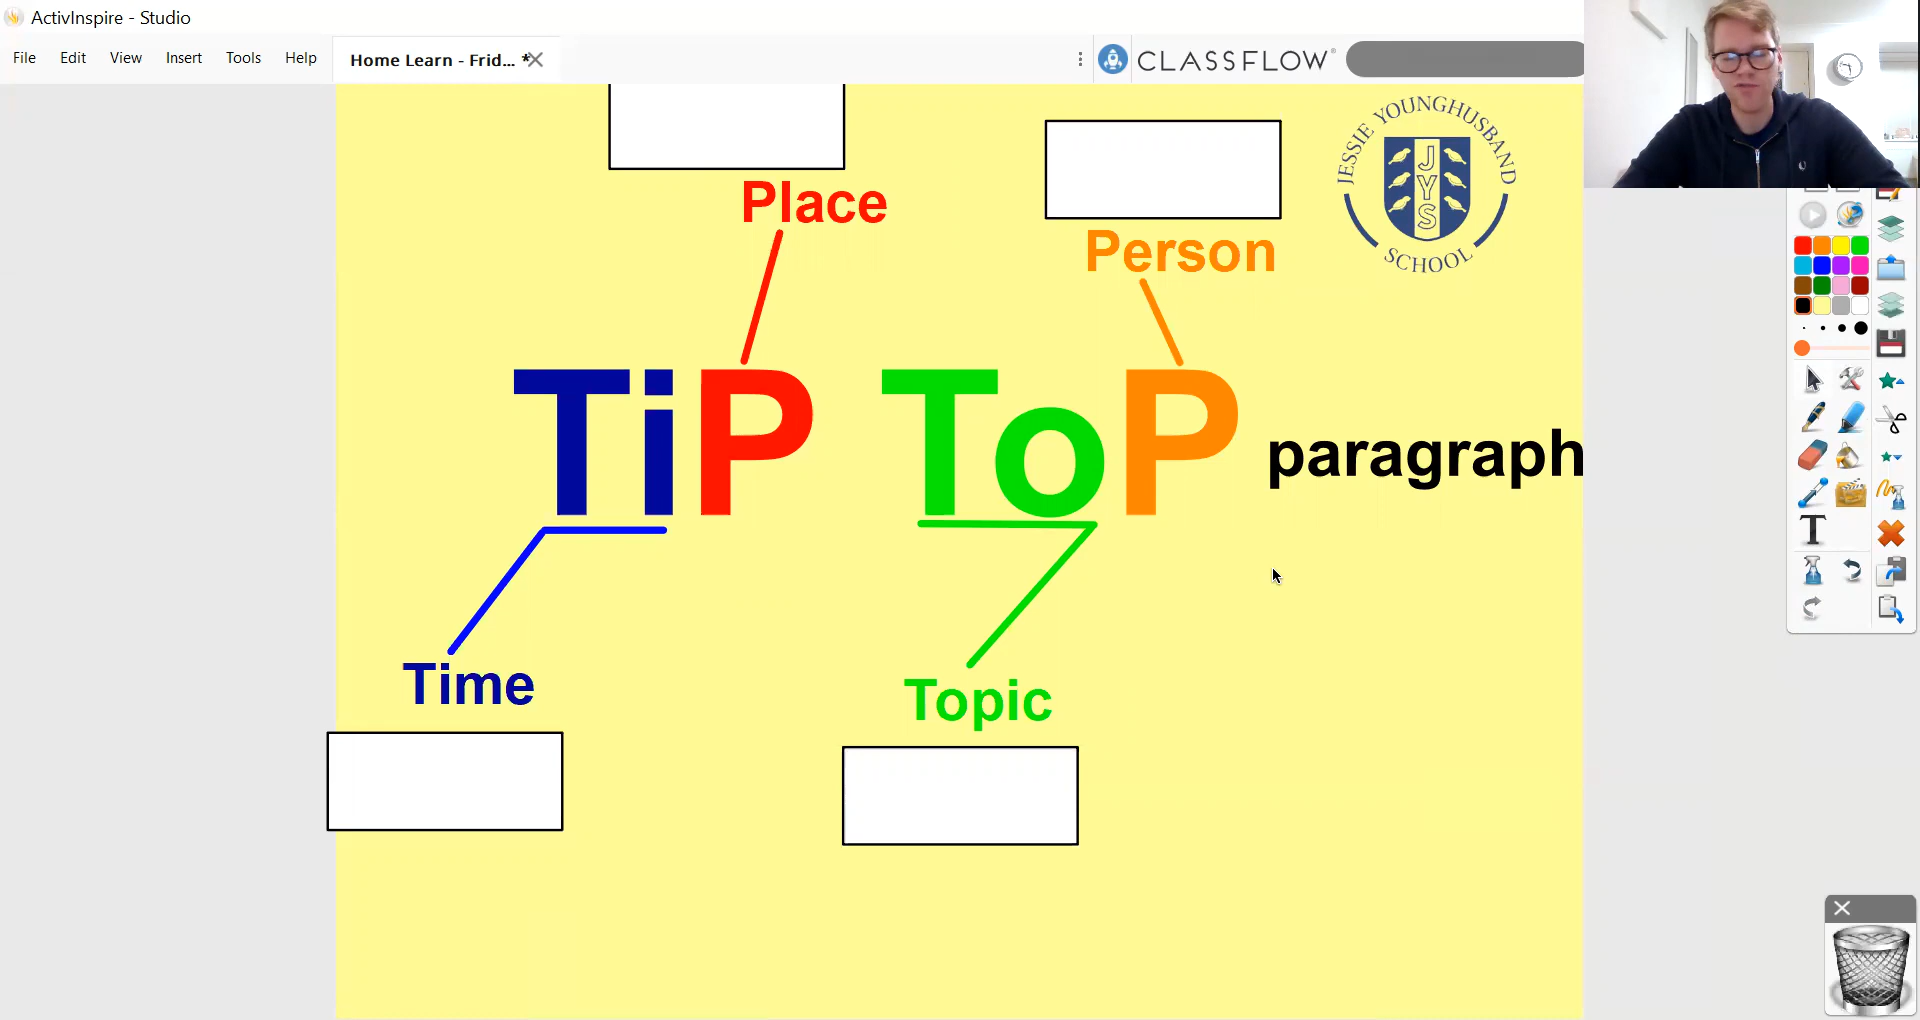 ActivInspire - Studio
File Edit View Insert Tools Help
Home Learn - Frid... *
CLASSFLOW
JESSIE YOUNGHUSBAND
JYS
SCHOOL
Place
Person
TiP ToP paragraph
Time
Topic
T